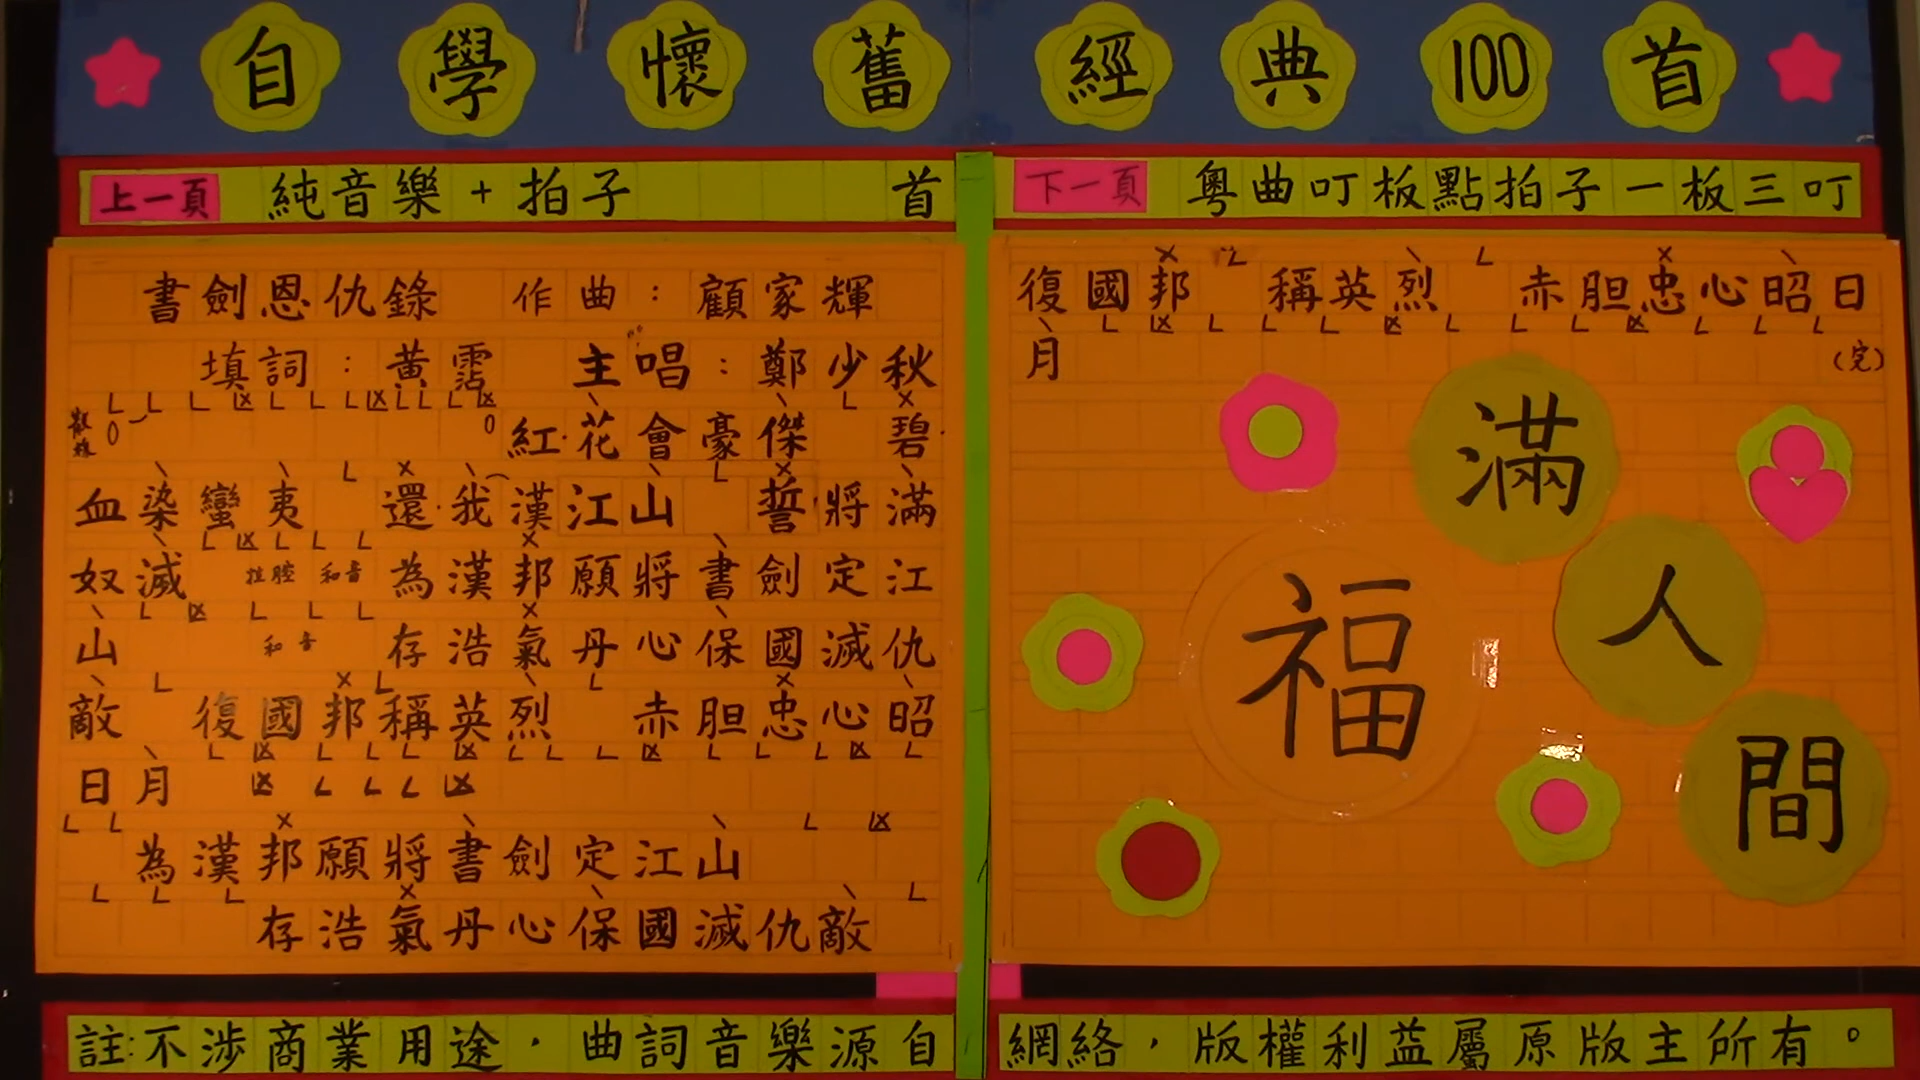 自學懷舊經典100首
上一頁 純音樂+拍子 首
下一頁 粵曲叮板點拍子一板三叮
書劍恩仇錄 作曲：顧家輝
填詞：黃霑 主唱：鄭少秋
散板 紅花會豪傑 碧
血染蠻夷 還我漢江山 誓將滿
奴滅 拉腔 和音 為漢邦願將書劍定江
山 和音 存浩氣丹心保國滅仇
敵 復國邦稱英烈 赤胆忠心昭
日月
為漢邦願將書劍定江山
存浩氣丹心保國滅仇敵
復國邦 稱英烈 赤胆忠心昭日
月 (完)
滿
人
間
福
註:不涉商業用途，曲詞音樂源自網絡，版權利益屬原版主所有。